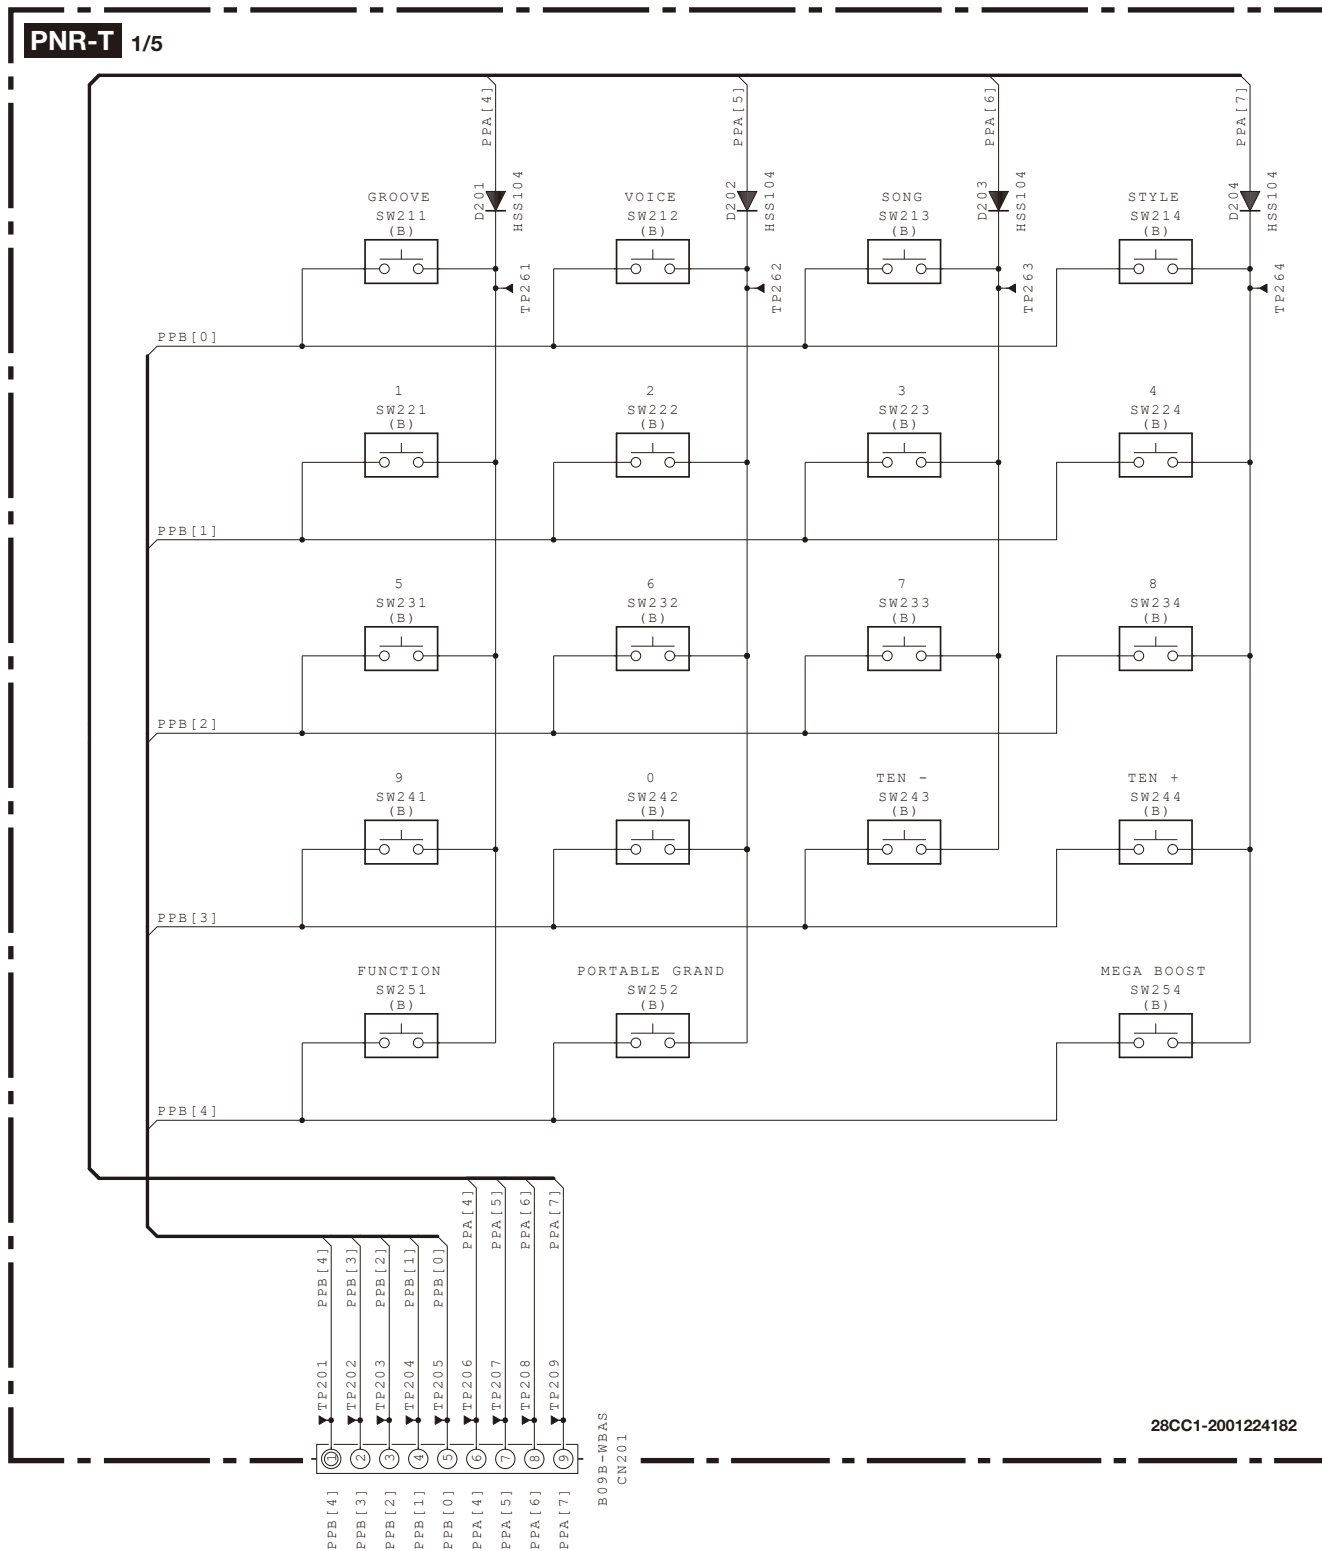 PNR-T 1/5
PPA[4]
PPA[5]
PPA[6]
PPA[7]
D201
HSS104
D202
HSS104
D203
HSS104
D204
HSS104
GROOVE
SW211
(B)
VOICE
SW212
(B)
SONG
SW213
(B)
STYLE
SW214
(B)
TP261
TP262
TP263
TP264
PPB[0]
1
SW221
(B)
2
SW222
(B)
3
SW223
(B)
4
SW224
(B)
PPB[1]
5
SW231
(B)
6
SW232
(B)
7
SW233
(B)
8
SW234
(B)
PPB[2]
9
SW241
(B)
0
SW242
(B)
TEN -
SW243
(B)
TEN +
SW244
(B)
PPB[3]
FUNCTION
SW251
(B)
PORTABLE GRAND
SW252
(B)
MEGA BOOST
SW254
(B)
PPB[4]
PPA[4]
PPA[5]
PPA[6]
PPA[7]
PPB[4]
PPB[3]
PPB[2]
PPB[1]
PPB[0]
TP201
TP202
TP203
TP204
TP205
TP206
TP207
TP208
TP209
1
2
3
4
5
6
7
8
9
B09B-WBAS
CN201
PPB[4]
PPB[3]
PPB[2]
PPB[1]
PPB[0]
PPA[4]
PPA[5]
PPA[6]
PPA[7]
28CC1-2001224182